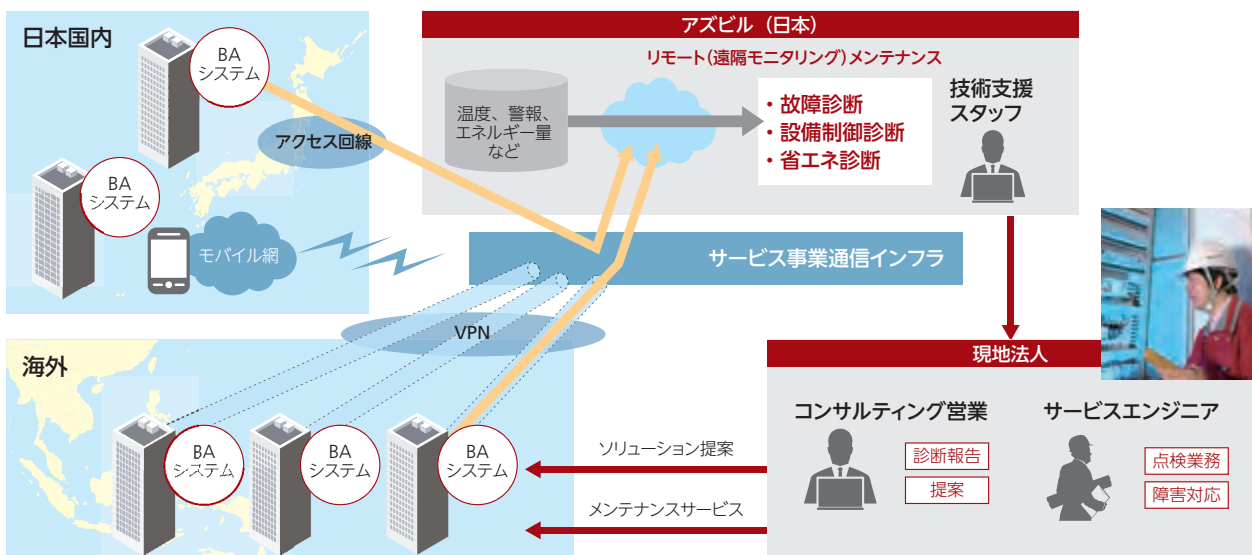 日本国内
BA
システム
アクセス回線
BA
システム
モバイル網
アズビル（日本）
リモート（遠隔モニタリング）メンテナンス
温度、警報、
エネルギー量
など
・故障診断
・設備制御診断
・省エネ診断
技術支援
スタッフ
サービス事業通信インフラ
VPN
海外
BA
システム
BA
システム
BA
システム
ソリューション提案
メンテナンスサービス
現地法人
コンサルティング営業
診断報告
提案
サービスエンジニア
点検業務
障害対応